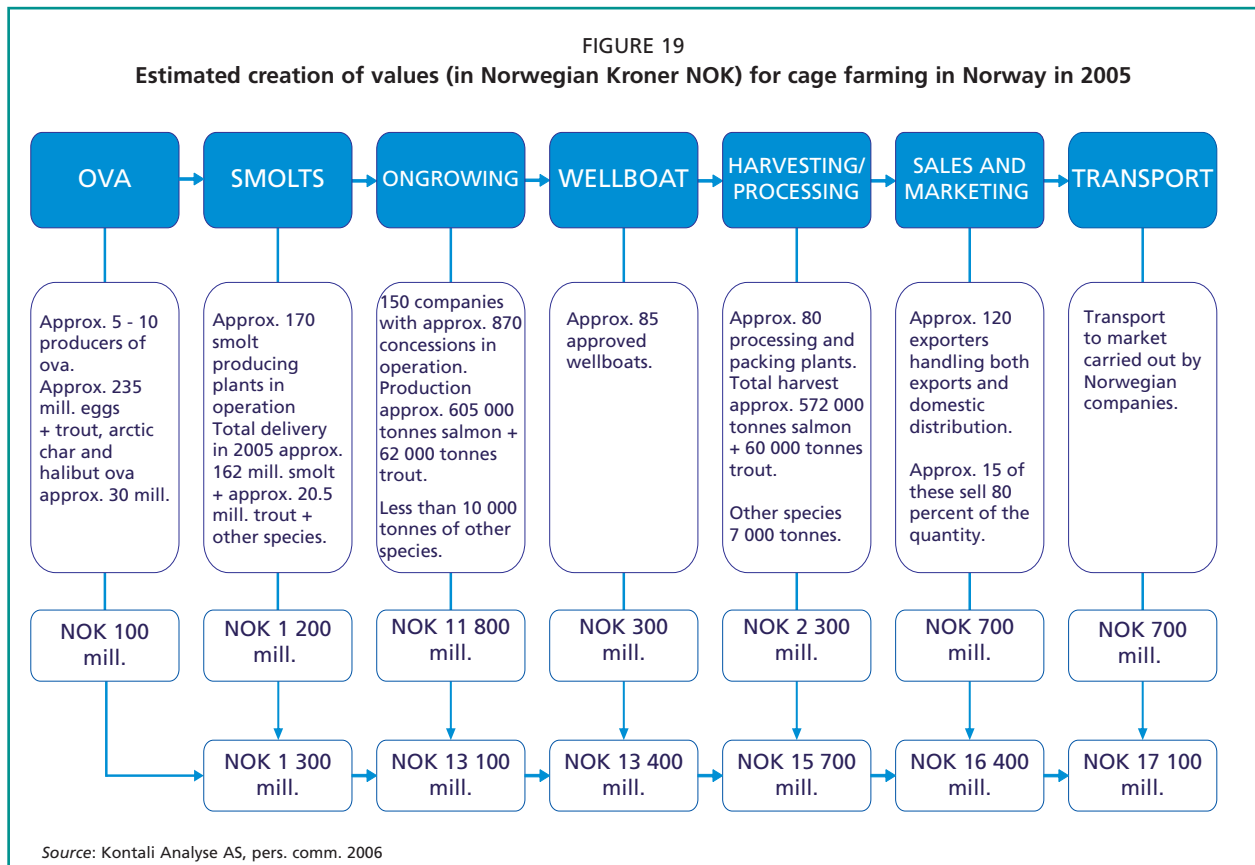 FIGURE 19
Estimated creation of values (in Norwegian Kroner NOK) for cage farming in Norway in 2005
OVA
SMOLTS
ONGROWING
WELLBOAT
HARVESTING/
PROCESSING
SALES AND
MARKETING
TRANSPORT
Approx. 5 - 10
producers of
ova.
Approx. 235
mill. eggs
+ trout, arctic
char and
halibut ova
approx. 30 mill.
Approx. 170
smolt
producing
plants in
operation
Total delivery
in 2005 approx.
162 mill. smolt
+ approx. 20.5
mill. trout +
other species.
150 companies
with approx. 870
concessions in
operation.
Production
approx. 605 000
tonnes salmon +
62 000 tonnes
trout.
Less than 10 000
tonnes of other
species.
Approx. 85
approved
wellboats.
Approx. 80
processing and
packing plants.
Total harvest
approx. 572 000
tonnes salmon
+ 60 000 tonnes
trout.
Other species
7 000 tonnes.
Approx. 120
exporters
handling both
exports and
domestic
distribution.
Approx. 15 of
these sell 80
percent of the
quantity.
Transport
to market
carried out by
Norwegian
companies.
NOK 100
mill.
NOK 1 200
mill.
NOK 11 800
mill.
NOK 300
mill.
NOK 2 300
mill.
NOK 700
mill.
NOK 700
mill.
NOK 1 300
mill.
NOK 13 100
mill.
NOK 13 400
mill.
NOK 15 700
mill.
NOK 16 400
mill.
NOK 17 100
mill.
Source: Kontali Analyse AS, pers. comm. 2006